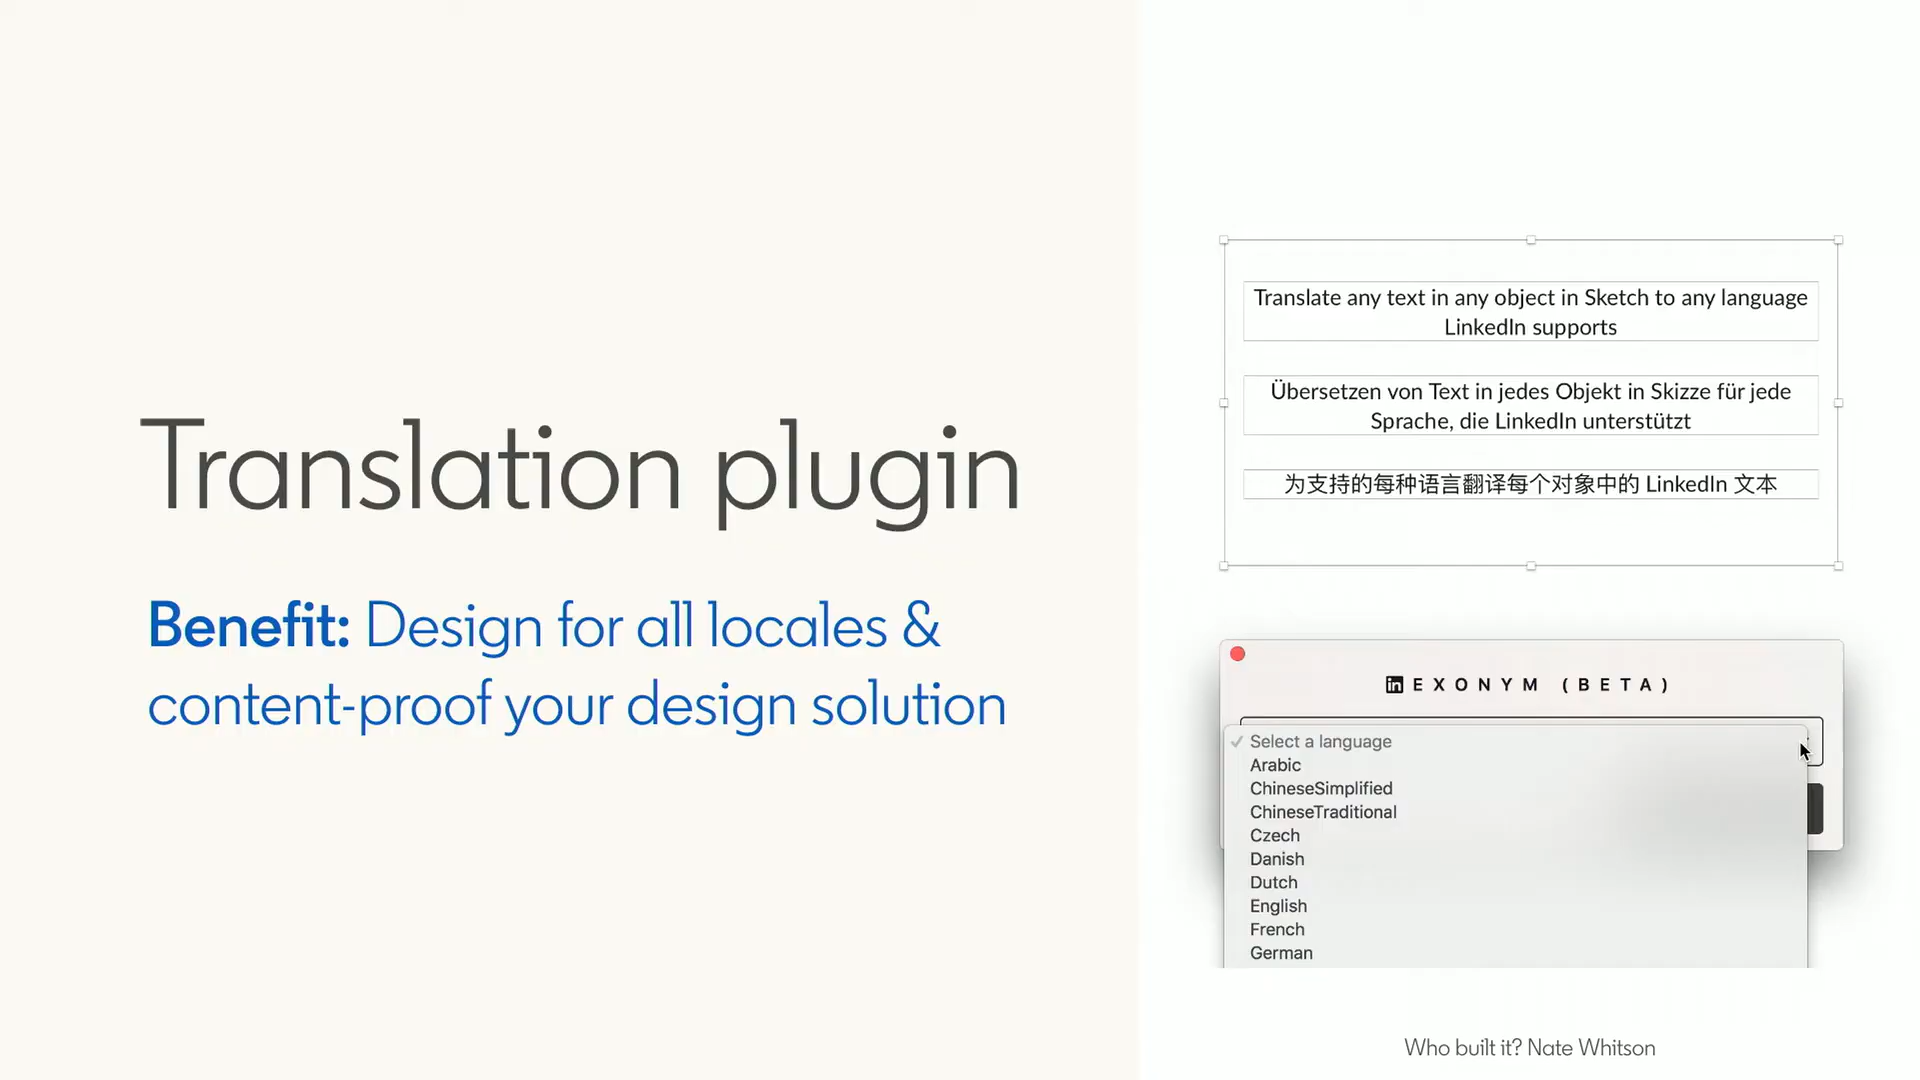 Translation plugin
Benefit: Design for all locales &
content-proof your design solution
Translate any text in any object in Sketch to any language
LinkedIn supports
Übersetzen von Text in jedes Objekt in Skizze für jede
Sprache, die LinkedIn unterstützt
为支持的每种语言翻译每个对象中的 LinkedIn 文本
in EXONYM (BETA)
Select a language
Arabic
ChineseSimplified
ChineseTraditional
Czech
Danish
Dutch
English
French
German
Who built it? Nate Whitson